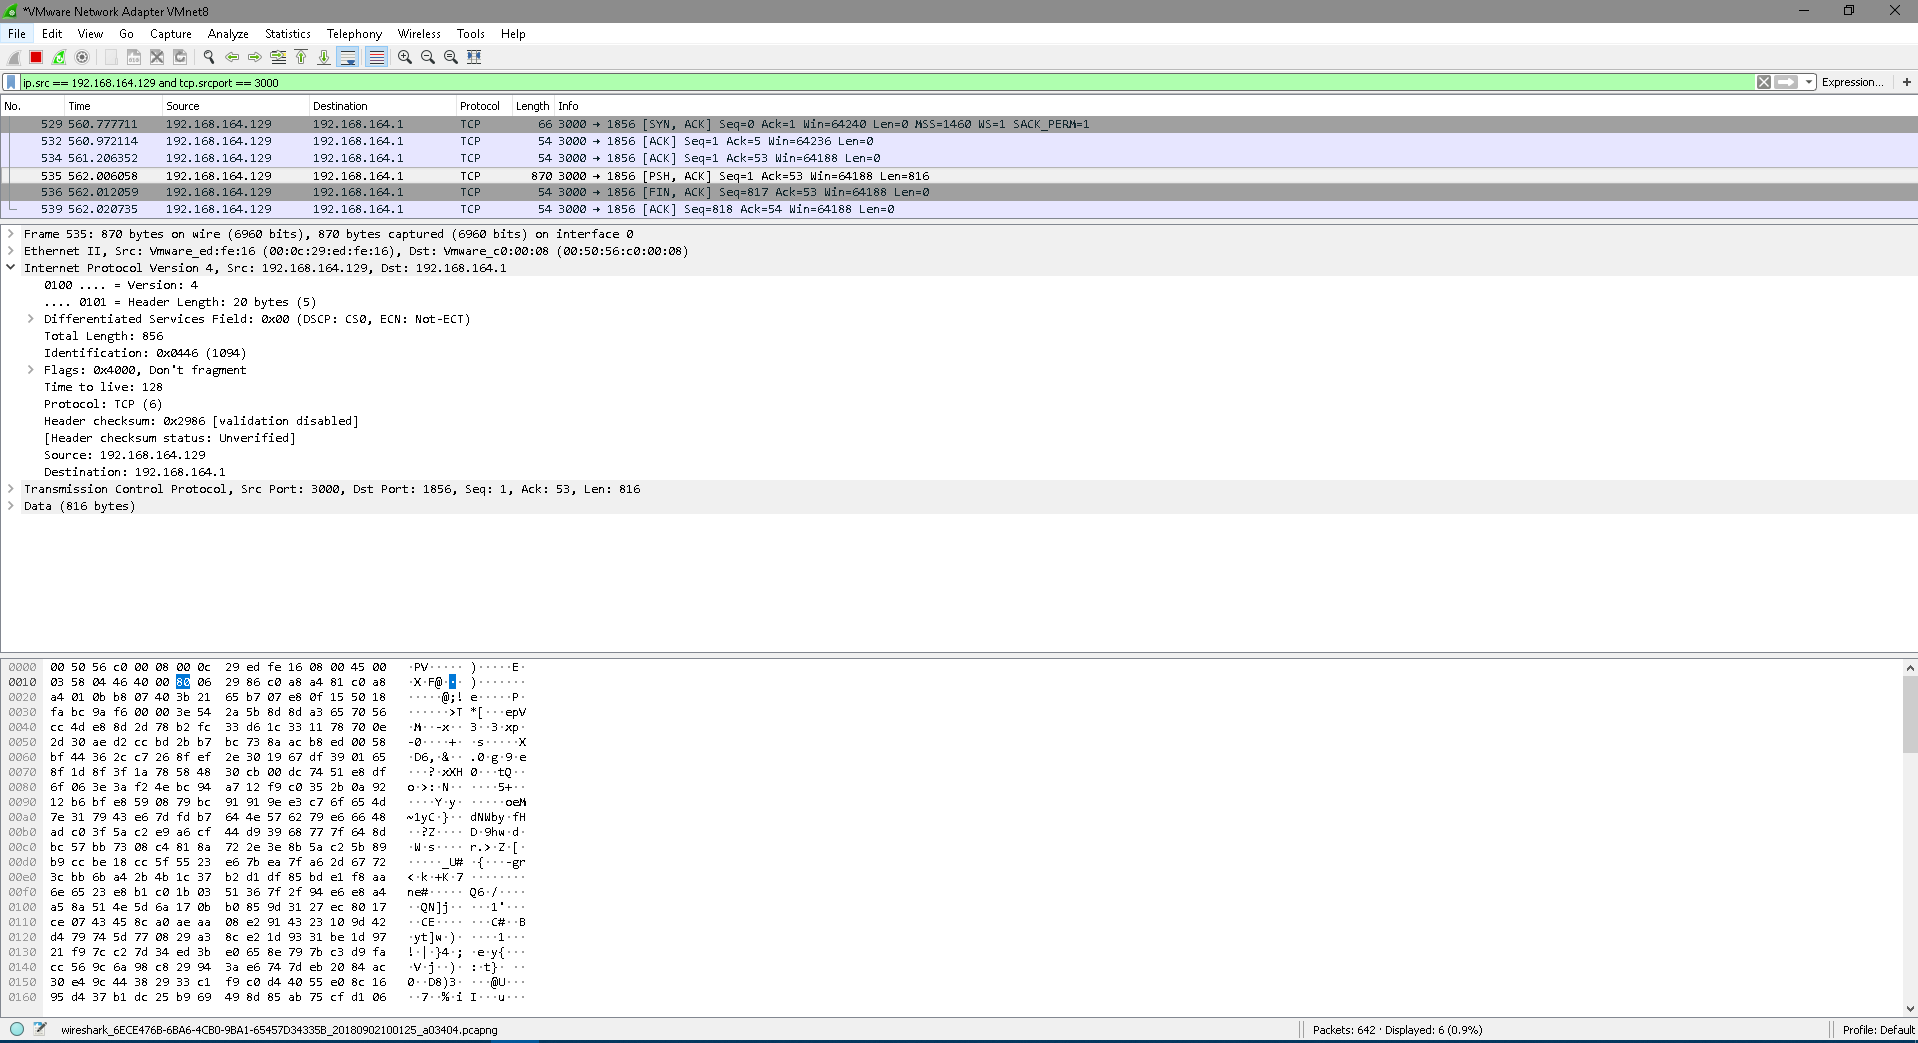 *VMware Network Adapter VMnet8
File Edit View Go Capture Analyze Statistics Telephony Wireless Tools Help
ip.src == 192.168.164.129 and tcp.srcport == 3000 Expression... +
No. Time Source Destination Protocol Length Info
529 560.777711 192.168.164.129 192.168.164.1 TCP 66 3000 → 1856 [SYN, ACK] Seq=0 Ack=1 Win=64240 Len=0 MSS=1460 WS=1 SACK_PERM=1
532 560.972114 192.168.164.129 192.168.164.1 TCP 54 3000 → 1856 [ACK] Seq=1 Ack=5 Win=64236 Len=0
534 561.206352 192.168.164.129 192.168.164.1 TCP 54 3000 → 1856 [ACK] Seq=1 Ack=53 Win=64188 Len=0
535 562.006058 192.168.164.129 192.168.164.1 TCP 870 3000 → 1856 [PSH, ACK] Seq=1 Ack=53 Win=64188 Len=816
536 562.012059 192.168.164.129 192.168.164.1 TCP 54 3000 → 1856 [FIN, ACK] Seq=817 Ack=53 Win=64188 Len=0
539 562.020735 192.168.164.129 192.168.164.1 TCP 54 3000 → 1856 [ACK] Seq=818 Ack=54 Win=64188 Len=0
Frame 535: 870 bytes on wire (6960 bits), 870 bytes captured (6960 bits) on interface 0
Ethernet II, Src: Vmware_ed:fe:16 (00:0c:29:ed:fe:16), Dst: Vmware_c0:00:08 (00:50:56:c0:00:08)
Internet Protocol Version 4, Src: 192.168.164.129, Dst: 192.168.164.1
0100 .... = Version: 4
.... 0101 = Header Length: 20 bytes (5)
Differentiated Services Field: 0x00 (DSCP: CS0, ECN: Not-ECT)
Total Length: 856
Identification: 0x0446 (1094)
Flags: 0x4000, Don't fragment
Time to live: 128
Protocol: TCP (6)
Header checksum: 0x2986 [validation disabled]
[Header checksum status: Unverified]
Source: 192.168.164.129
Destination: 192.168.164.1
Transmission Control Protocol, Src Port: 3000, Dst Port: 1856, Seq: 1, Ack: 53, Len: 816
Data (816 bytes)
0000 00 50 56 c0 00 08 00 0c 29 ed fe 16 08 00 45 00 ·PV····· )·····E·
0010 03 58 04 46 40 00 80 06 29 86 c0 a8 a4 81 c0 a8 ·X·F@··· )·······
0020 a4 01 0b b8 07 40 3b 21 65 b7 07 e8 0f 15 50 18 ·····@;! e·····P·
0030 fa bc 9a f6 00 00 3e 54 2a 5b 8d 8d a3 65 70 56 ······>T *[···epV
0040 cc 4d e8 8d 2d 78 b2 fc 33 d6 1c 33 11 78 70 0e ·M··-x·· 3··3·xp·
0050 2d 30 ae d2 cc bd 2b b7 bc 73 8a ac b8 ed 00 58 -0····+· ·s·····X
0060 bf 44 36 2c c7 26 8f ef 2e 30 19 67 df 39 01 65 ·D6,·&·· .0·g·9·e
0070 8f 1d 8f 3f 1a 78 58 48 30 cb 00 dc 74 51 e8 df ···?·xXH 0···tQ··
0080 6f 06 3e 3a f2 4e bc 94 a7 12 f9 c0 35 2b 0a 92 o·>:·N·· ····5+··
0090 12 b6 bf e8 59 08 79 bc 91 91 9e e3 c7 6f 65 4d ····Y·y· ·····oeM
00a0 7e 31 79 43 e6 7d fd b7 64 4e 57 62 79 e6 66 48 ~1yC·}·· dNWby·fH
00b0 ad c0 3f 5a c2 e9 a6 cf 44 d9 39 68 77 7f 64 8d ··?Z···· D·9hw·d·
00c0 bc 57 bb 73 08 c4 81 8a 72 2e 3e 8b 5a c2 5b 89 ·W·s···· r.>·Z·[·
00d0 b9 cc be 18 cc 5f 55 23 e6 7b ea 7f a6 2d 67 72 ·····_U# ·{···-gr
00e0 3c bb 6b a4 2b 4b 1c 37 b2 d1 df 85 bd e1 f8 aa <·k·+K·7 ········
00f0 6e 65 23 e8 b1 c0 1b 03 51 36 7f 2f 94 e6 e8 a4 ne#····· Q6·/····
0100 a5 8a 51 4e 5d 6a 17 0b b0 85 9d 31 27 ec 80 17 ··QN]j·· ···1'···
0110 ce 07 43 45 8c a0 ae aa 08 e2 91 43 23 10 9d 42 ··CE···· ···C#··B
0120 d4 79 74 5d 77 08 29 a3 8c e2 1d 93 31 be 1d 97 ·yt]w·)· ····1···
0130 21 f9 7c c2 7d 34 ed 3b e0 65 8e 79 7b c3 d9 fa !·|·}4·; ·e·y{···
0140 cc 56 9c 6a 98 c8 29 94 3a e6 74 7d eb 20 84 ac ·V·j··)· :·t}· ··
0150 30 e4 9c 44 38 29 33 c1 f9 c0 d4 40 55 e0 8c 16 0··D8)3· ···@U···
0160 95 d4 37 b1 dc 25 b9 69 49 8d 85 ab 75 cf d1 06 ··7··%·i I···u···
wireshark_6ECE476B-6BA6-4CB0-9BA1-65457D34335B_20180902100125_a03404.pcapng Packets: 642 · Displayed: 6 (0.9%) Profile: Default